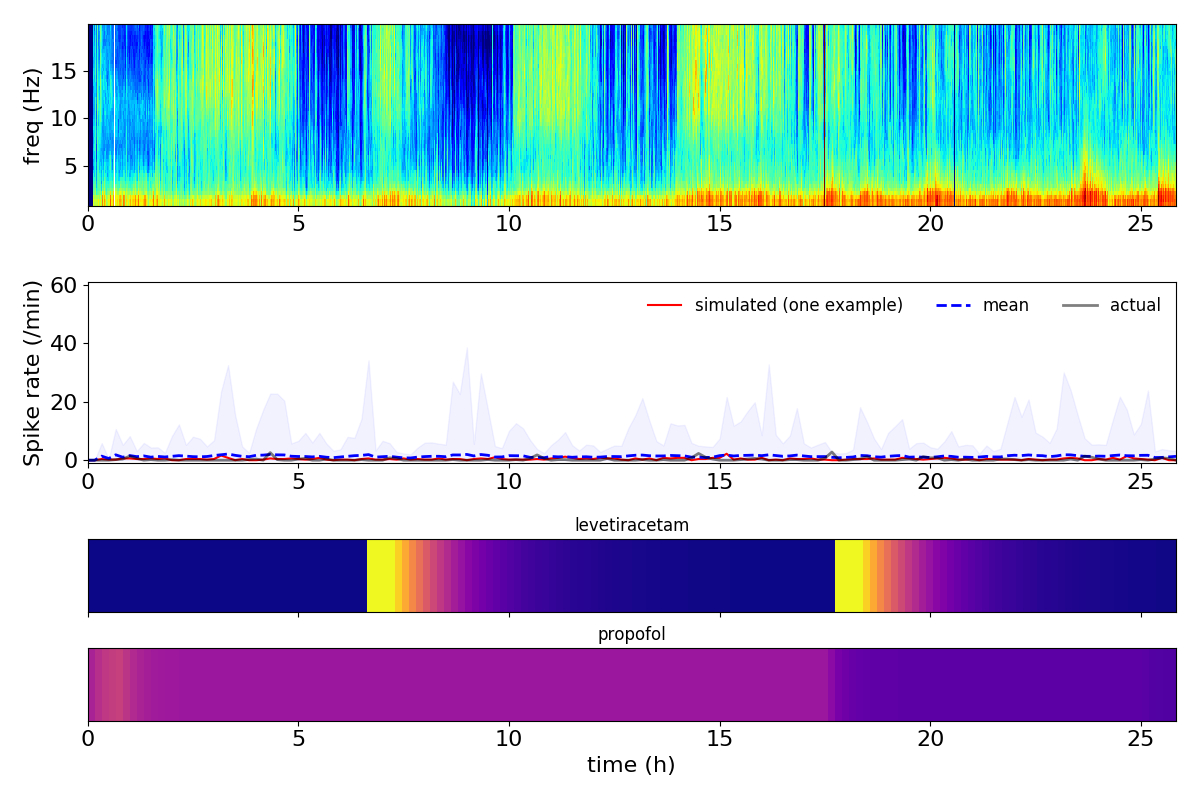 freq (Hz)
15
10
5
0 5 10 15 20 25
Spike rate (/min)
60
40
20
0
simulated (one example) mean actual
0 5 10 15 20 25
levetiracetam
propofol
0 5 10 15 20 25
time (h)